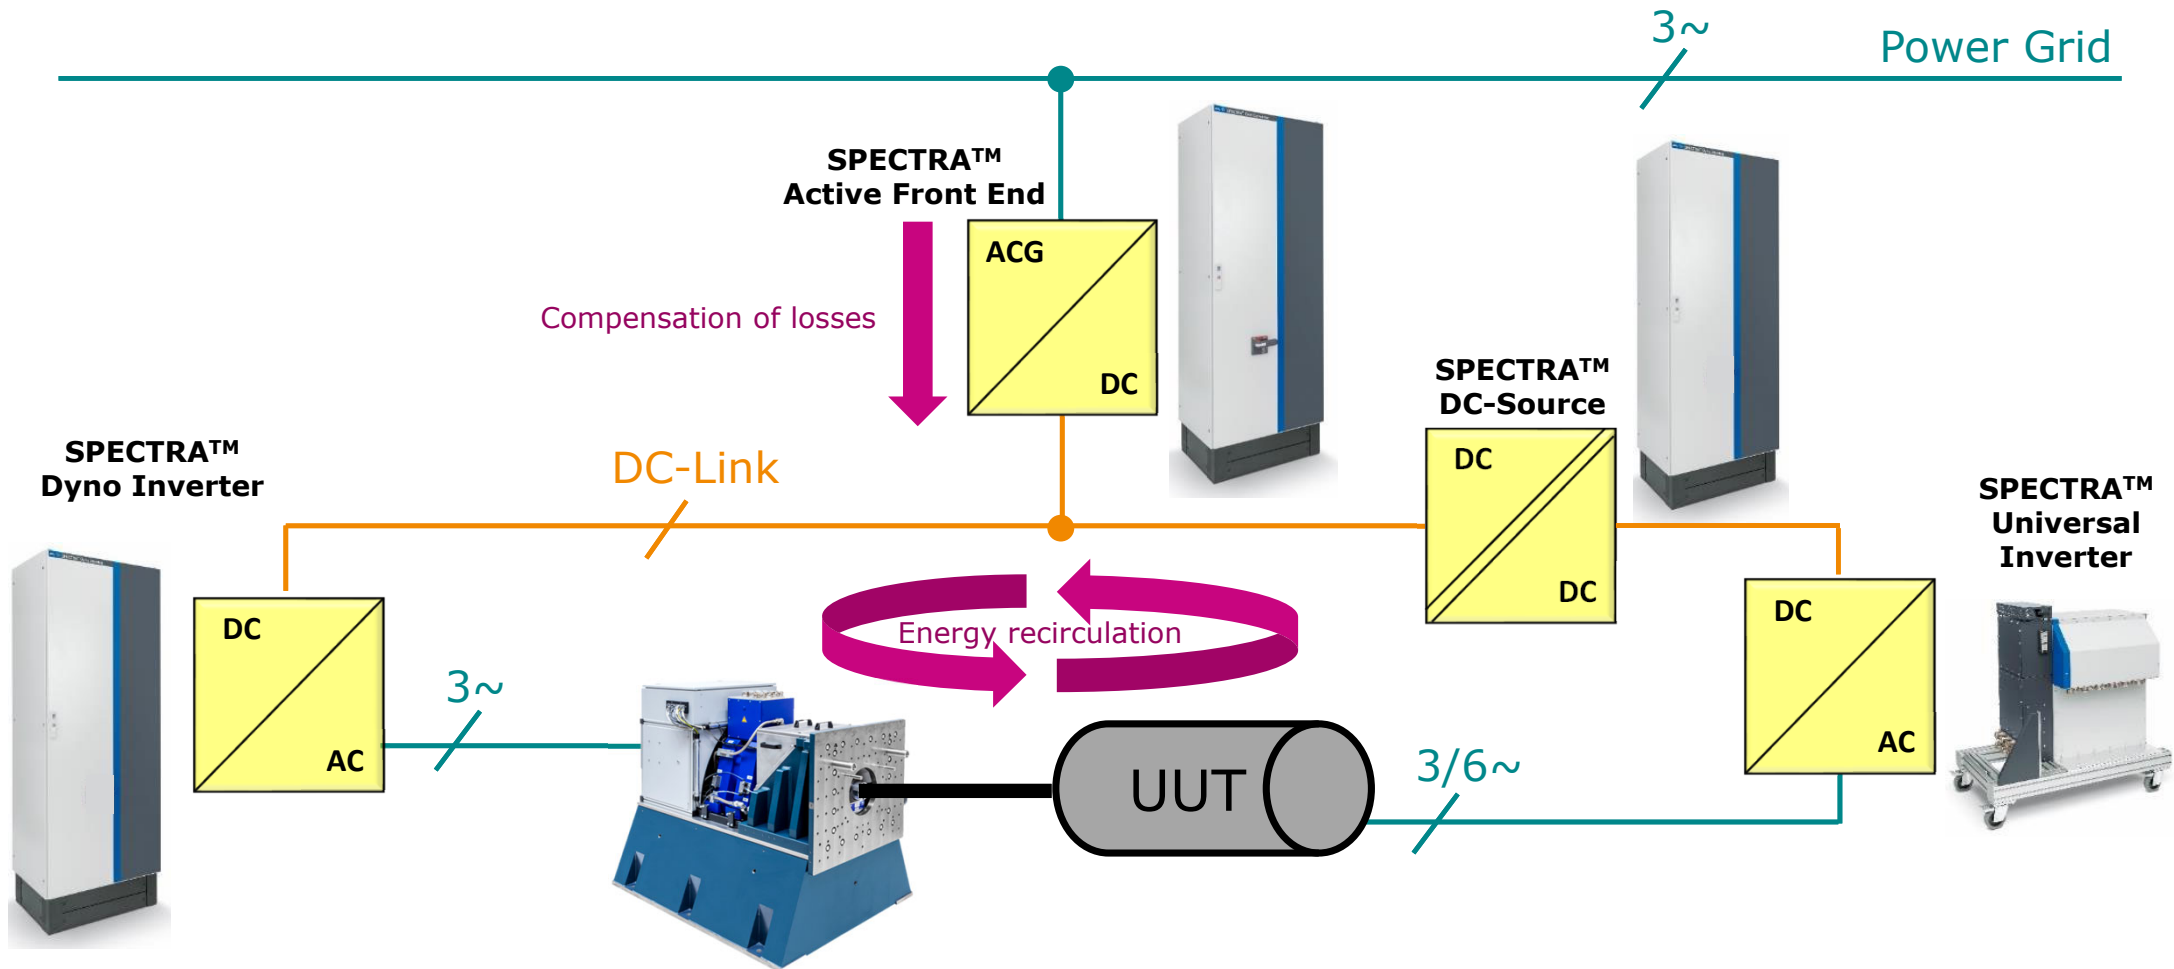 3~
Power Grid
SPECTRA™
Active Front End
ACG
DC
Compensation of losses
SPECTRA™
DC-Source
DC
DC
SPECTRA™
Dyno Inverter
DC-Link
SPECTRA™
Universal
Inverter
DC
AC
Energy recirculation
DC
AC
3~
UUT
3/6~